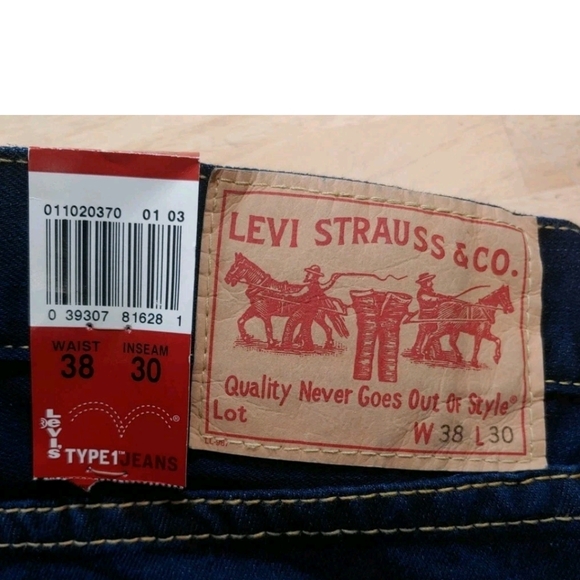 011020370 01 03
0 39307 81628 1
WAIST INSEAM
38 30
Levi's
TYPE1™ JEANS
LEVI STRAUSS & CO.
Quality Never Goes Out Of Style®
Lot
W 38 L 30